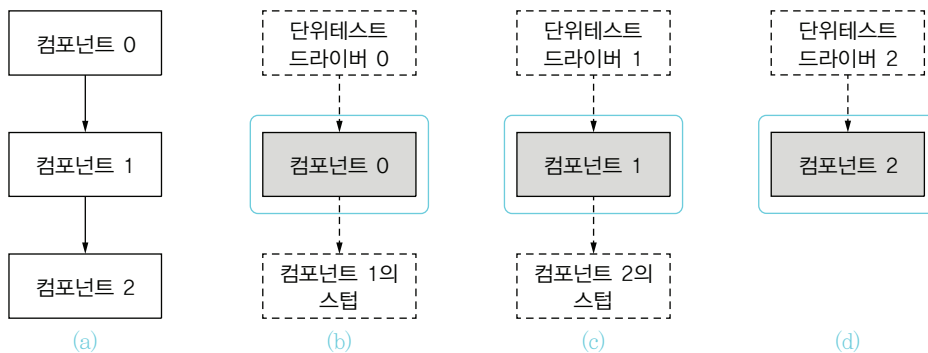 컴포넌트 0
컴포넌트 1
컴포넌트 2
(a)
단위테스트
드라이버 0
컴포넌트 0
컴포넌트 1의
스텁
(b)
단위테스트
드라이버 1
컴포넌트 1
컴포넌트 2의
스텁
(c)
단위테스트
드라이버 2
컴포넌트 2
(d)